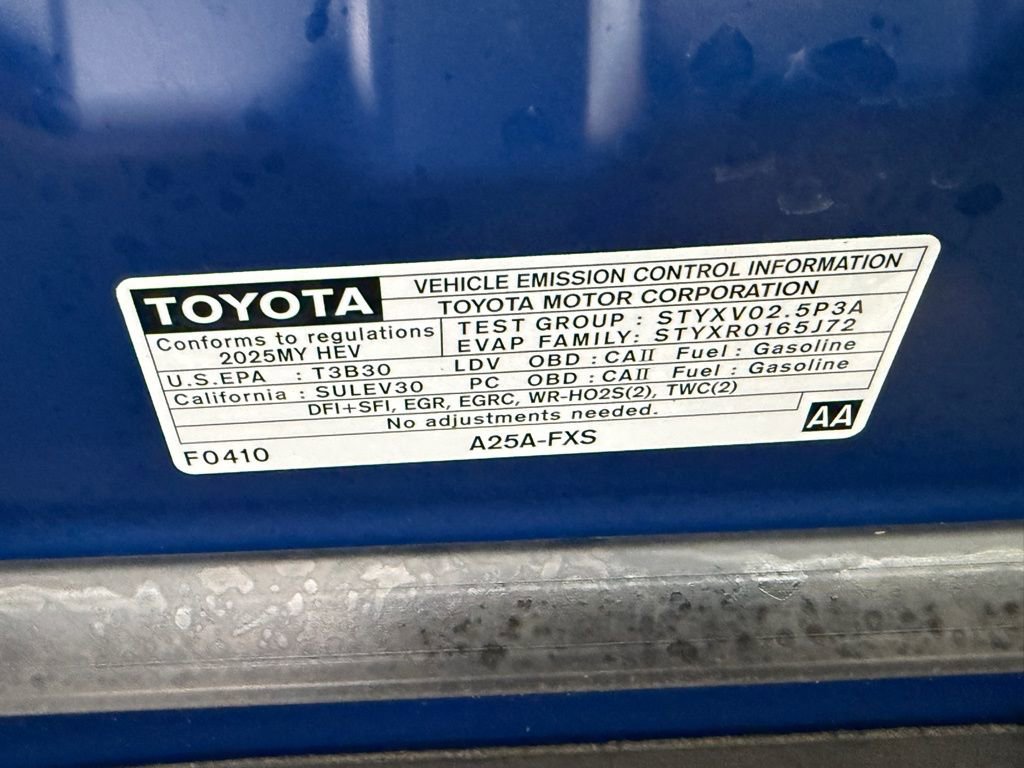 TOYOTA
VEHICLE EMISSION CONTROL INFORMATION
TOYOTA MOTOR CORPORATION
Conforms to regulations
2025MY HEV
TEST GROUP : STYXV02.5P3A
EVAP FAMILY: STYXR0165J72
U.S.EPA : T3B30 LDV OBD : CAII Fuel : Gasoline
California : SULEV30 PC OBD : CAII Fuel : Gasoline
DFI+SFI, EGR, EGRC, WR-HO2S(2), TWC(2)
No adjustments needed.
AA
F0410
A25A-FXS